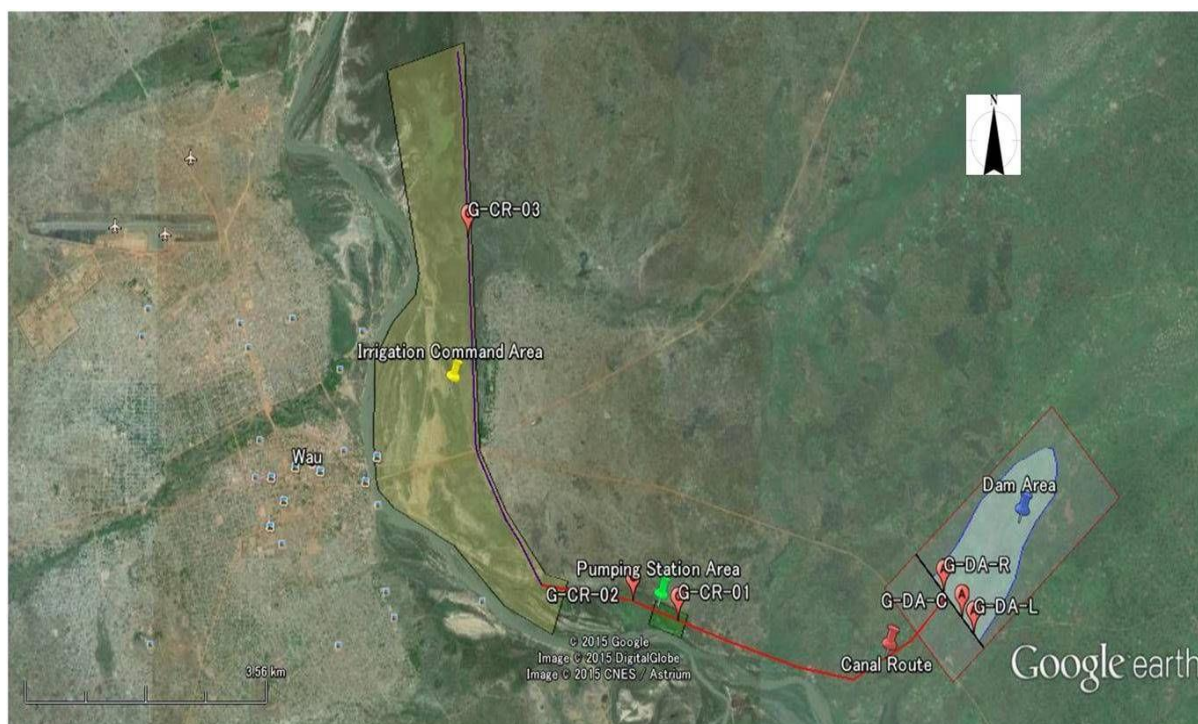 N
G-CR-03
Irrigation Command Area
Wau
Dam Area
Pumping Station Area
G-DA-R
G-CR-02
G-CR-01
G-DA-C
A
G-DA-L
© 2015 Google
Image © 2015 DigitalGlobe
Image © 2015 CNES / Astrium
Canal Route
Google earth
3.56 km